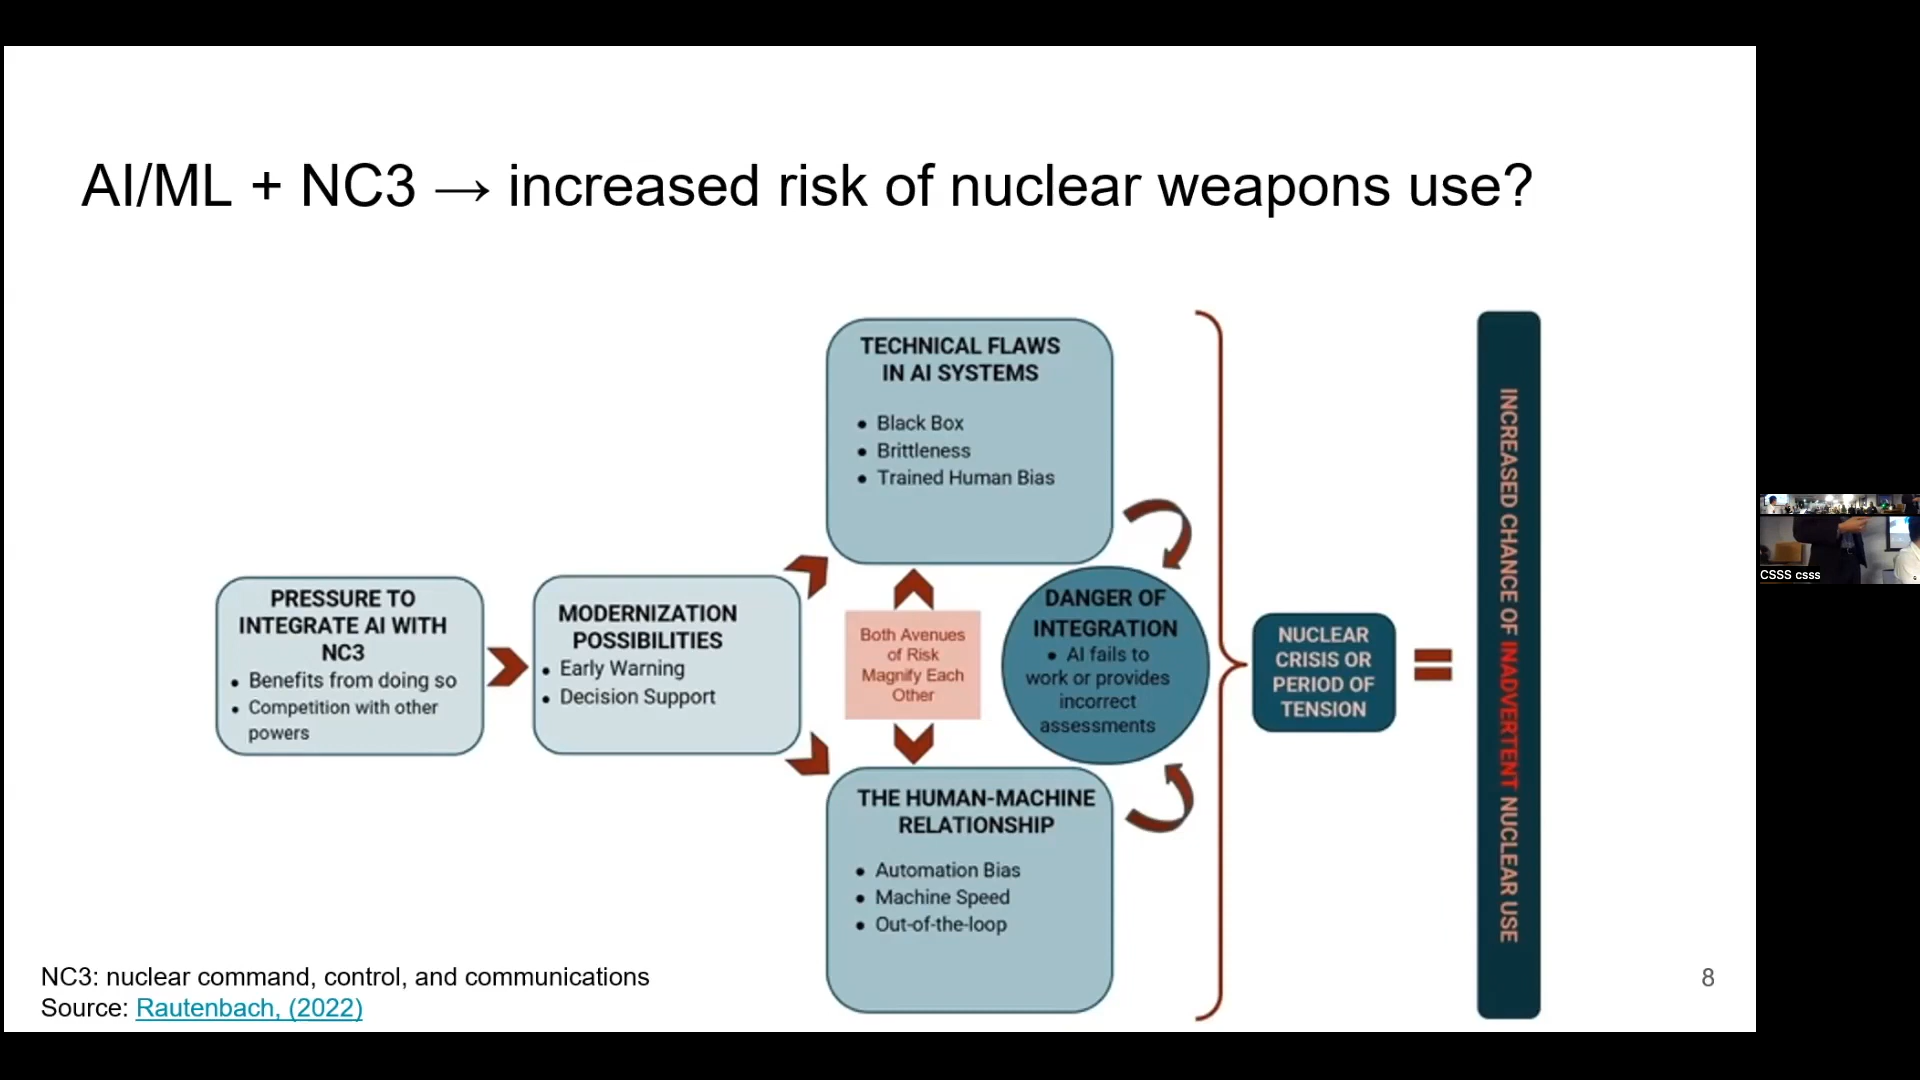 AI/ML + NC3 → increased risk of nuclear weapons use?
PRESSURE TO
INTEGRATE AI WITH
NC3
• Benefits from doing so
• Competition with other
powers
MODERNIZATION
POSSIBILITIES
• Early Warning
• Decision Support
TECHNICAL FLAWS
IN AI SYSTEMS
• Black Box
• Brittleness
• Trained Human Bias
Both Avenues
of Risk
Magnify Each
Other
THE HUMAN-MACHINE
RELATIONSHIP
• Automation Bias
• Machine Speed
• Out-of-the-loop
DANGER OF
INTEGRATION
• AI fails to
work or provides
incorrect
assessments
NUCLEAR
CRISIS OR
PERIOD OF
TENSION
INCREASED CHANCE OF INADVERTENT NUCLEAR USE
NC3: nuclear command, control, and communications
Source: Rautenbach, (2022)
8
CSSS csss